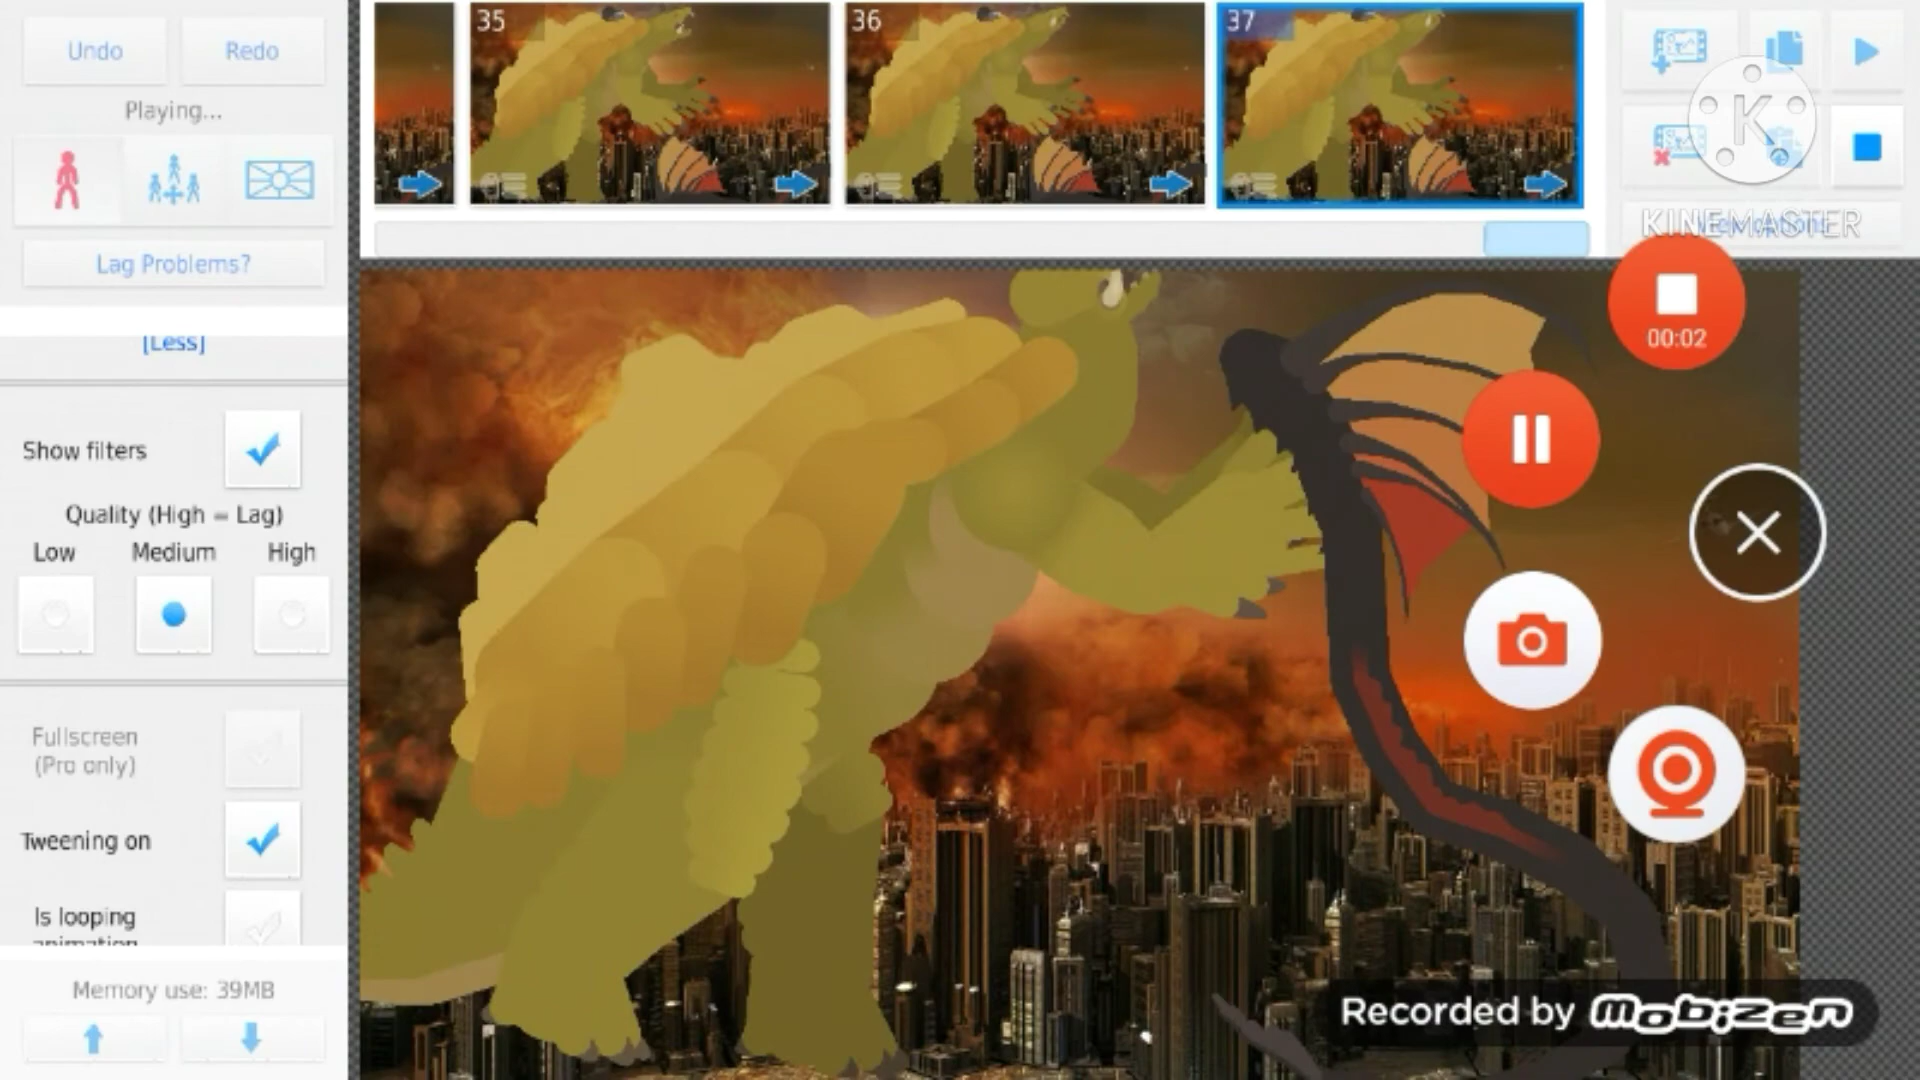 Undo
Redo
Playing...
Lag Problems?
[Less]
Show filters
Quality (High = Lag)
Low
Medium
High
Fullscreen
(Pro only)
Tweening on
Is looping
animation
Memory use: 39MB
35
36
37
K
KINEMASTER
00:02
Recorded by Mobizen